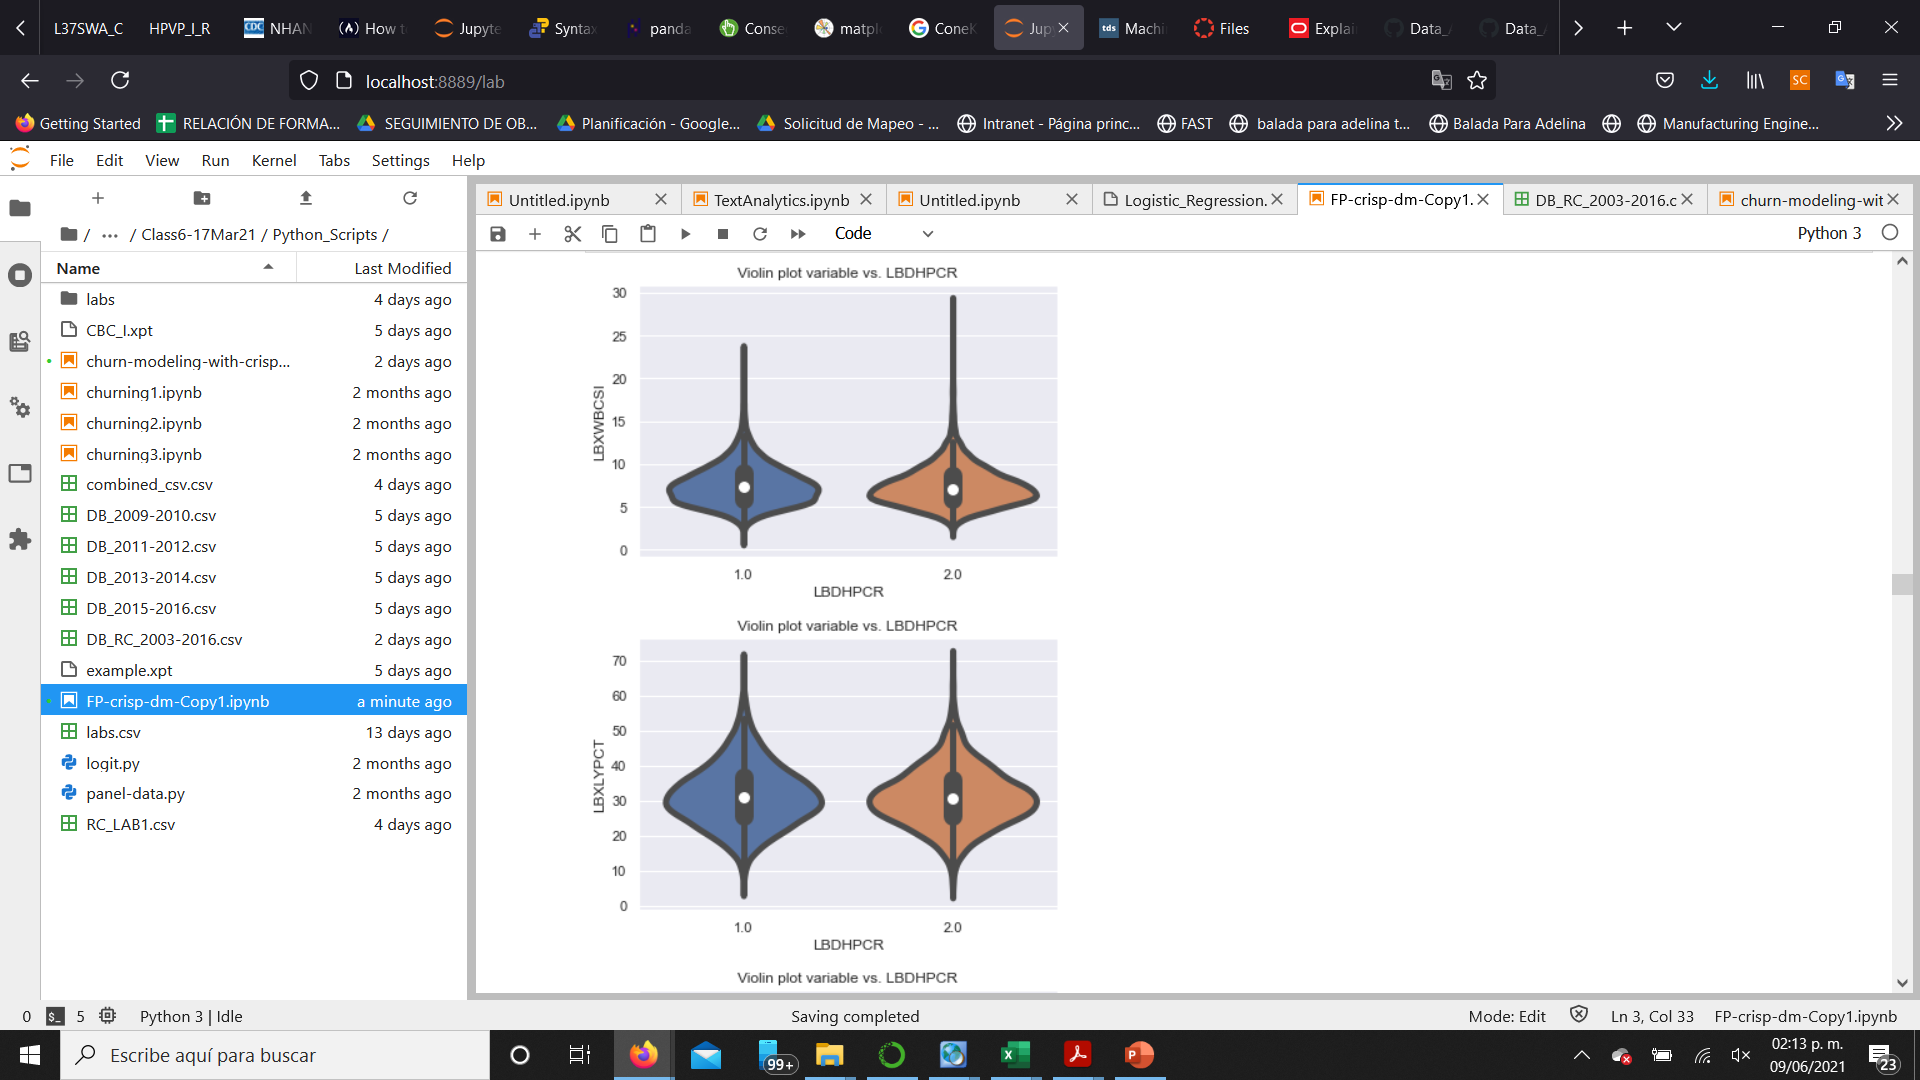 L37SWA_C HPVP_I_R CDC NHAN How t Jupyte Syntax panda Conse matpl ConeK Jup tds Machi Files Explai Data_ Data_
localhost:8889/lab SC
Getting Started RELACIÓN DE FORMA... SEGUIMIENTO DE OB... Planificación - Google... Solicitud de Mapeo - ... Intranet - Página princ... FAST balada para adelina t... Balada Para Adelina Manufacturing Engine...
File Edit View Run Kernel Tabs Settings Help
Untitled.ipynb TextAnalytics.ipynb Untitled.ipynb Logistic_Regression. FP-crisp-dm-Copy1. DB_RC_2003-2016.c churn-modeling-wit
/ ... / Class6-17Mar21 / Python_Scripts /
Code Python 3
Name Last Modified
labs 4 days ago
CBC_I.xpt 5 days ago
churn-modeling-with-crisp... 2 days ago
churning1.ipynb 2 months ago
churning2.ipynb 2 months ago
churning3.ipynb 2 months ago
combined_csv.csv 4 days ago
DB_2009-2010.csv 5 days ago
DB_2011-2012.csv 5 days ago
DB_2013-2014.csv 5 days ago
DB_2015-2016.csv 5 days ago
DB_RC_2003-2016.csv 2 days ago
example.xpt 5 days ago
FP-crisp-dm-Copy1.ipynb a minute ago
labs.csv 13 days ago
logit.py 2 months ago
panel-data.py 2 months ago
RC_LAB1.csv 4 days ago
Violin plot variable vs. LBDHPCR
30
25
20
15
10
5
0
LBXWBCSI
1.0 2.0
LBDHPCR
Violin plot variable vs. LBDHPCR
70
60
50
40
30
20
10
0
LBXLYPCT
1.0 2.0
LBDHPCR
Violin plot variable vs. LBDHPCR
0 $_ 5 Python 3 | Idle Saving completed Mode: Edit Ln 3, Col 33 FP-crisp-dm-Copy1.ipynb
Escribe aquí para buscar 99+ 02:13 p. m.
09/06/2021 23